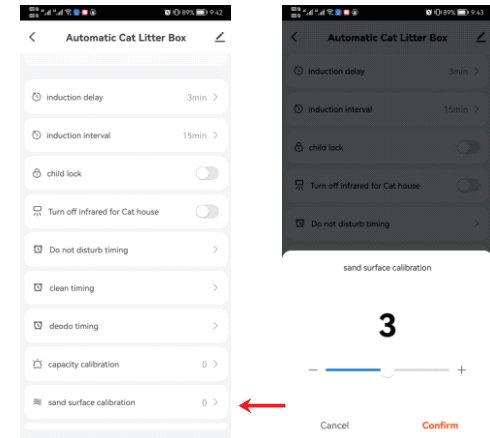 89% 9:42
Automatic Cat Litter Box
induction delay 3min
induction interval 15min
child lock
Turn off infrared for Cat house
Do not disturb timing
clean timing
deodo timing
capacity calibration 0
sand surface calibration 0
89% 9:43
Automatic Cat Litter Box
induction delay 3min
induction interval 15min
child lock
Turn off infrared for Cat house
Do not disturb timing
sand surface calibration
3
Cancel Confirm